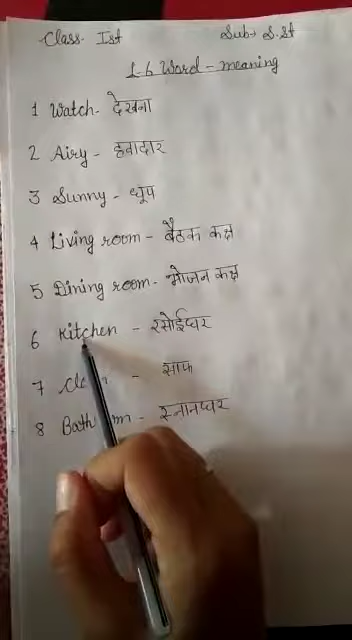 Class- Ist Sub:- S.St
L-6 Word-meaning
1 Watch- देखना
2 Airy - हवादार
3 Sunny - धूप
4 Living room - बैठक कक्ष
5 Dining room- भोजन कक्ष
6 Kitchen - रसोईघर
7 - साफ
8 - स्नानघर